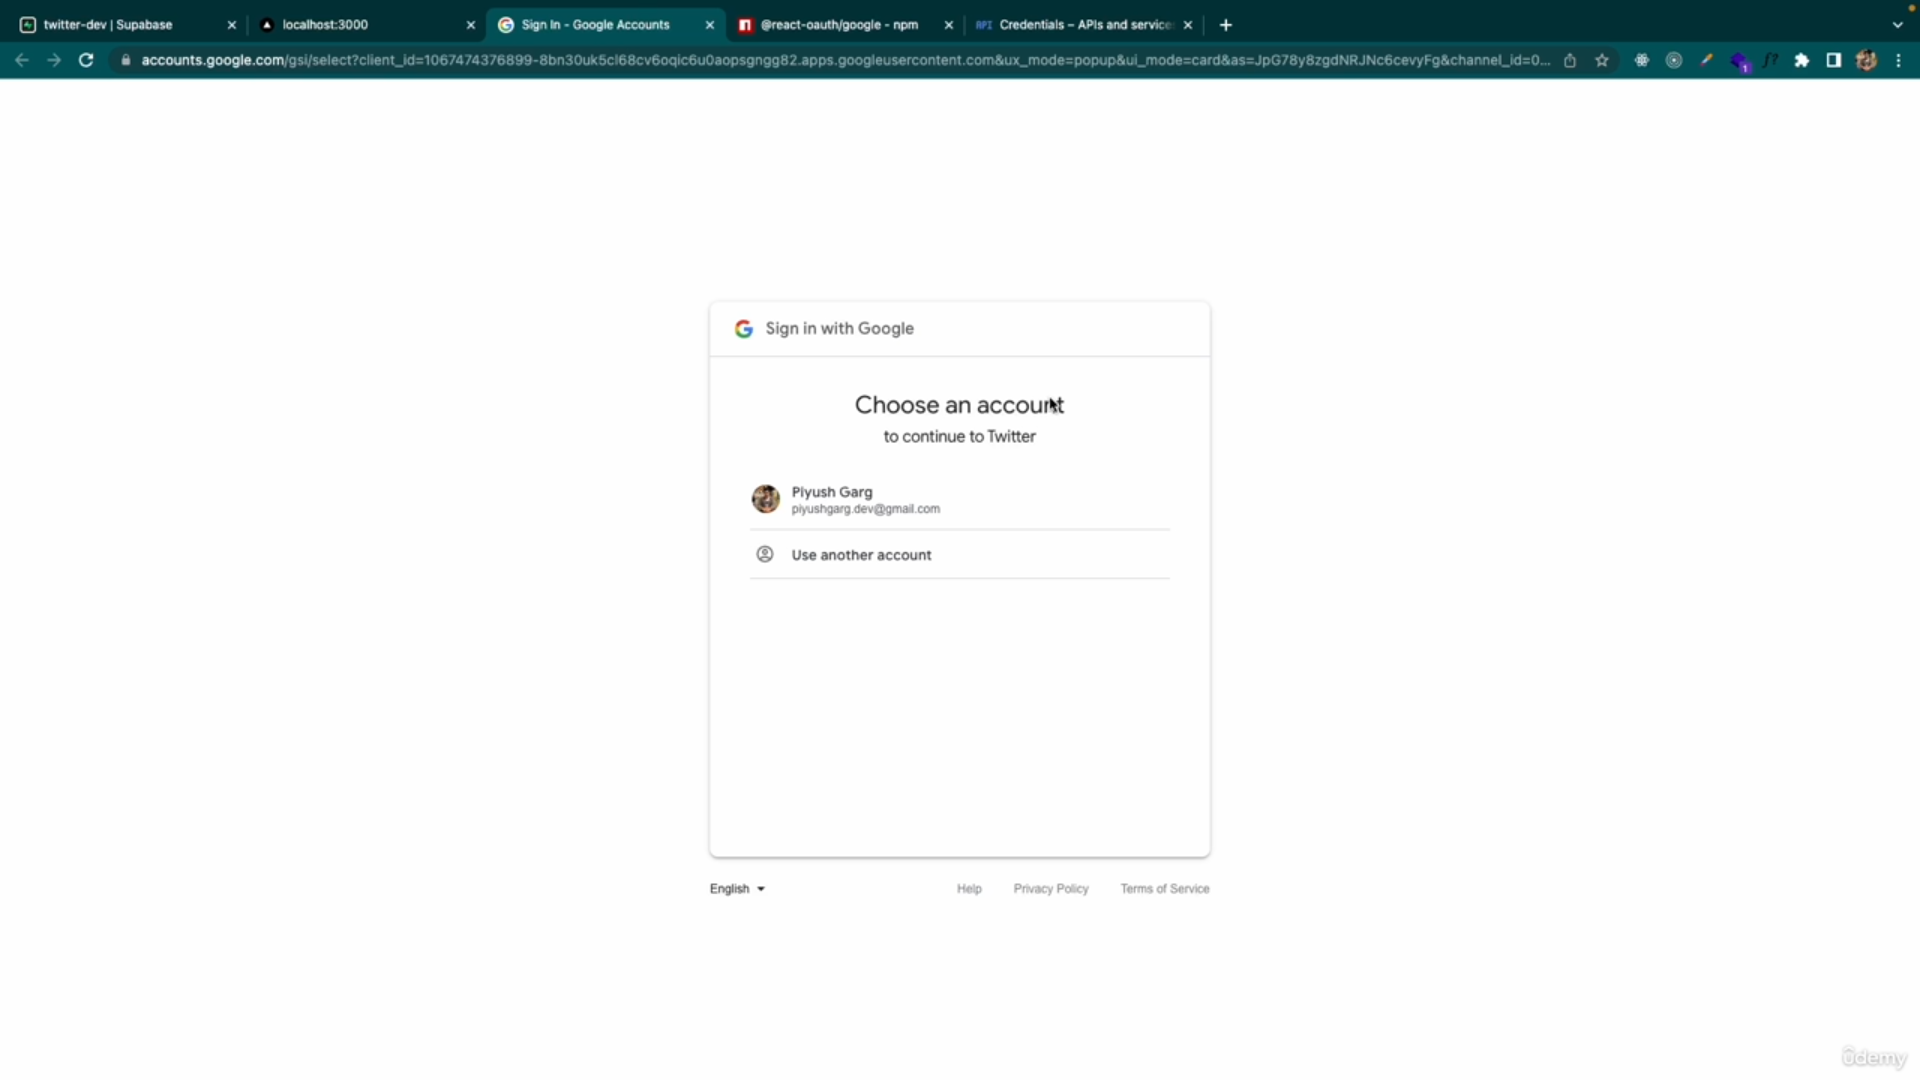 twitter-dev | Supabase
localhost:3000
Sign In - Google Accounts
@react-oauth/google - npm
API Credentials – APIs and service
accounts.google.com/gsi/select?client_id=1067474376899-8bn30uk5cl68cv6oqic6u0aopsgngg82.apps.googleusercontent.com&ux_mode=popup&ui_mode=card&as=JpG78y8zgdNRJNc6cevyFg&channel_id=0...
Sign in with Google
Choose an account
to continue to Twitter
Piyush Garg
piyushgarg.dev@gmail.com
Use another account
English
Help
Privacy Policy
Terms of Service
ûdemy